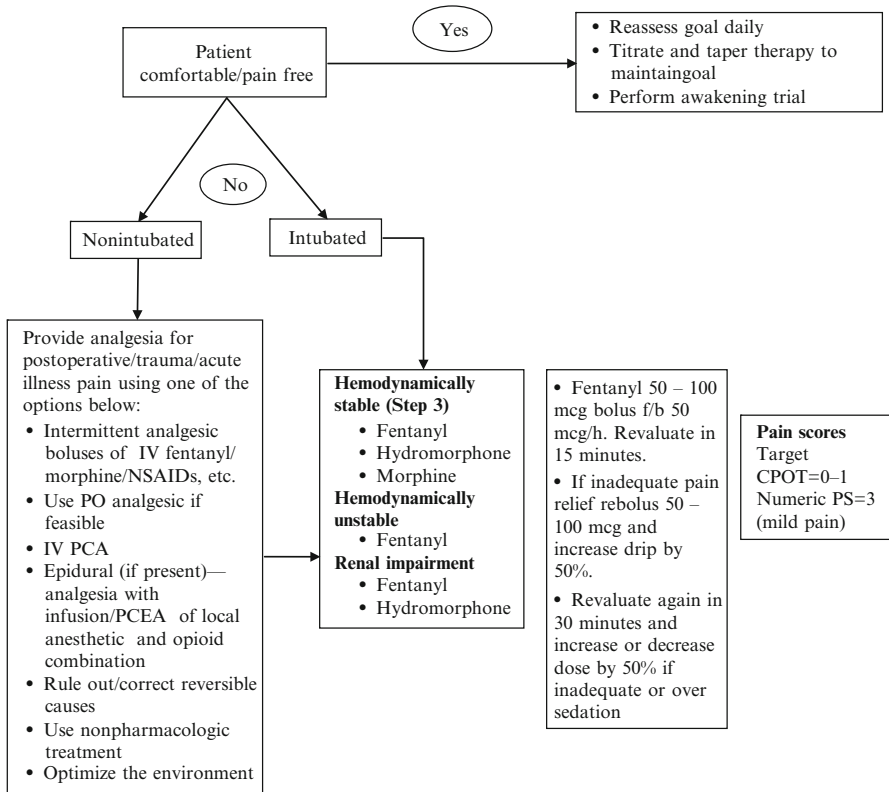 Patient
comfortable/pain free
Yes
• Reassess goal daily
• Titrate and taper therapy to
maintaingoal
• Perform awakening trial
No
Nonintubated
Intubated
Provide analgesia for
postoperative/trauma/acute
illness pain using one of the
options below:
• Intermittent analgesic
boluses of IV fentanyl/
morphine/NSAIDs, etc.
• Use PO analgesic if
feasible
• IV PCA
• Epidural (if present)—
analgesia with
infusion/PCEA of local
anesthetic and opioid
combination
• Rule out/correct reversible
causes
• Use nonpharmacologic
treatment
• Optimize the environment
Hemodynamically
stable (Step 3)
• Fentanyl
• Hydromorphone
• Morphine
Hemodynamically
unstable
• Fentanyl
Renal impairment
• Fentanyl
• Hydromorphone
• Fentanyl 50 – 100
mcg bolus f/b 50
mcg/h. Revaluate in
15 minutes.
• If inadequate pain
relief rebolus 50 –
100 mcg and
increase drip by
50%.
• Revaluate again in
30 minutes and
increase or decrease
dose by 50% if
inadequate or over
sedation
Pain scores
Target
CPOT=0–1
Numeric PS=3
(mild pain)